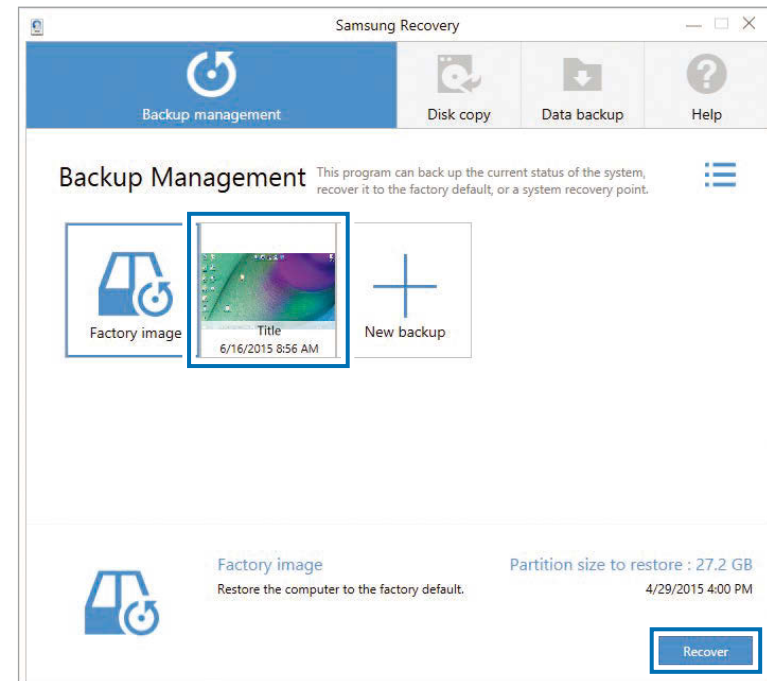 Samsung Recovery
Backup management
Disk copy
Data backup
Help
Backup Management
This program can back up the current status of the system,
recover it to the factory default, or a system recovery point.
Factory image
Title
6/16/2015 8:56 AM
New backup
Factory image
Restore the computer to the factory default.
Partition size to restore : 27.2 GB
4/29/2015 4:00 PM
Recover